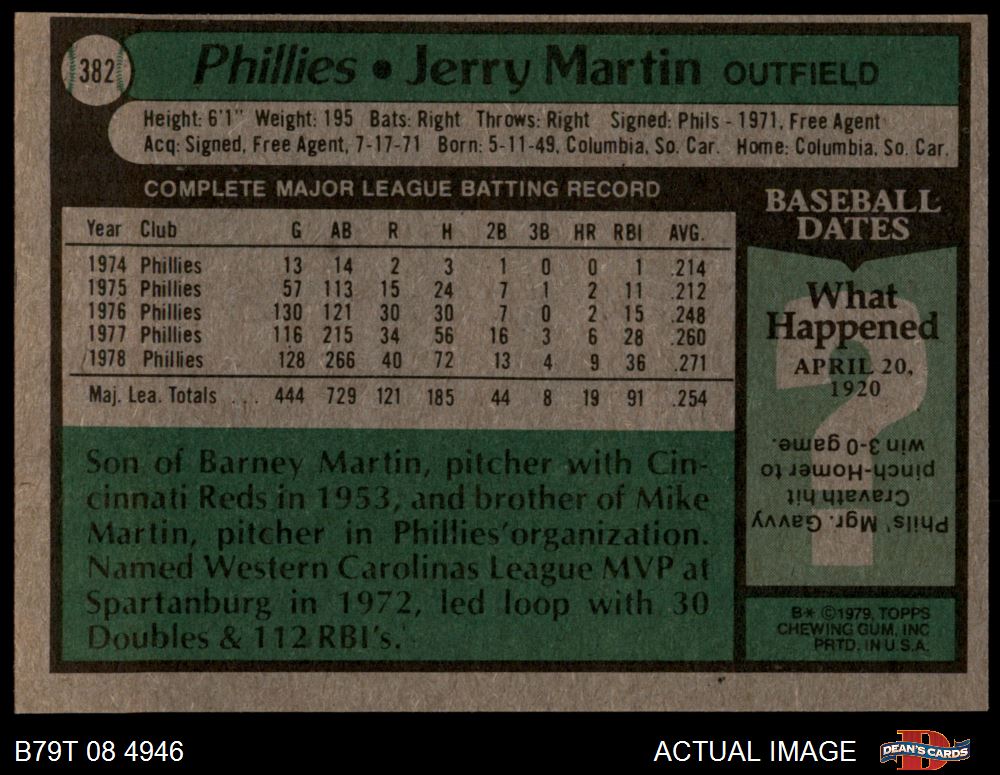 382
Phillies • Jerry Martin OUTFIELD
Height: 6'1" Weight: 195 Bats: Right Throws: Right Signed: Phils - 1971, Free Agent
Acq: Signed, Free Agent, 7-17-71 Born: 5-11-49, Columbia, So. Car. Home: Columbia, So. Car.
COMPLETE MAJOR LEAGUE BATTING RECORD
Year Club G AB R H 2B 3B HR RBI AVG.
1974 Phillies 13 14 2 3 1 0 0 1 .214
1975 Phillies 57 113 15 24 7 1 2 11 .212
1976 Phillies 130 121 30 30 7 0 2 15 .248
1977 Phillies 116 215 34 56 16 3 6 28 .260
1978 Phillies 128 266 40 72 13 4 9 36 .271
Maj. Lea. Totals . . . 444 729 121 185 44 8 19 91 .254
Son of Barney Martin, pitcher with Cin-
cinnati Reds in 1953, and brother of Mike
Martin, pitcher in Phillies' organization.
Named Western Carolinas League MVP at
Spartanburg in 1972, led loop with 30
Doubles & 112 RBI's.
BASEBALL
DATES
What
Happened
APRIL 20,
1920
?
Phils' Mgr. Gavvy
Cravath hit
pinch-Homer to
win 3-0 game.
B* ©1979, TOPPS
CHEWING GUM, INC
PRTD. IN U.S.A.
B79T 08 4946
ACTUAL IMAGE
D
DEAN'S CARDS